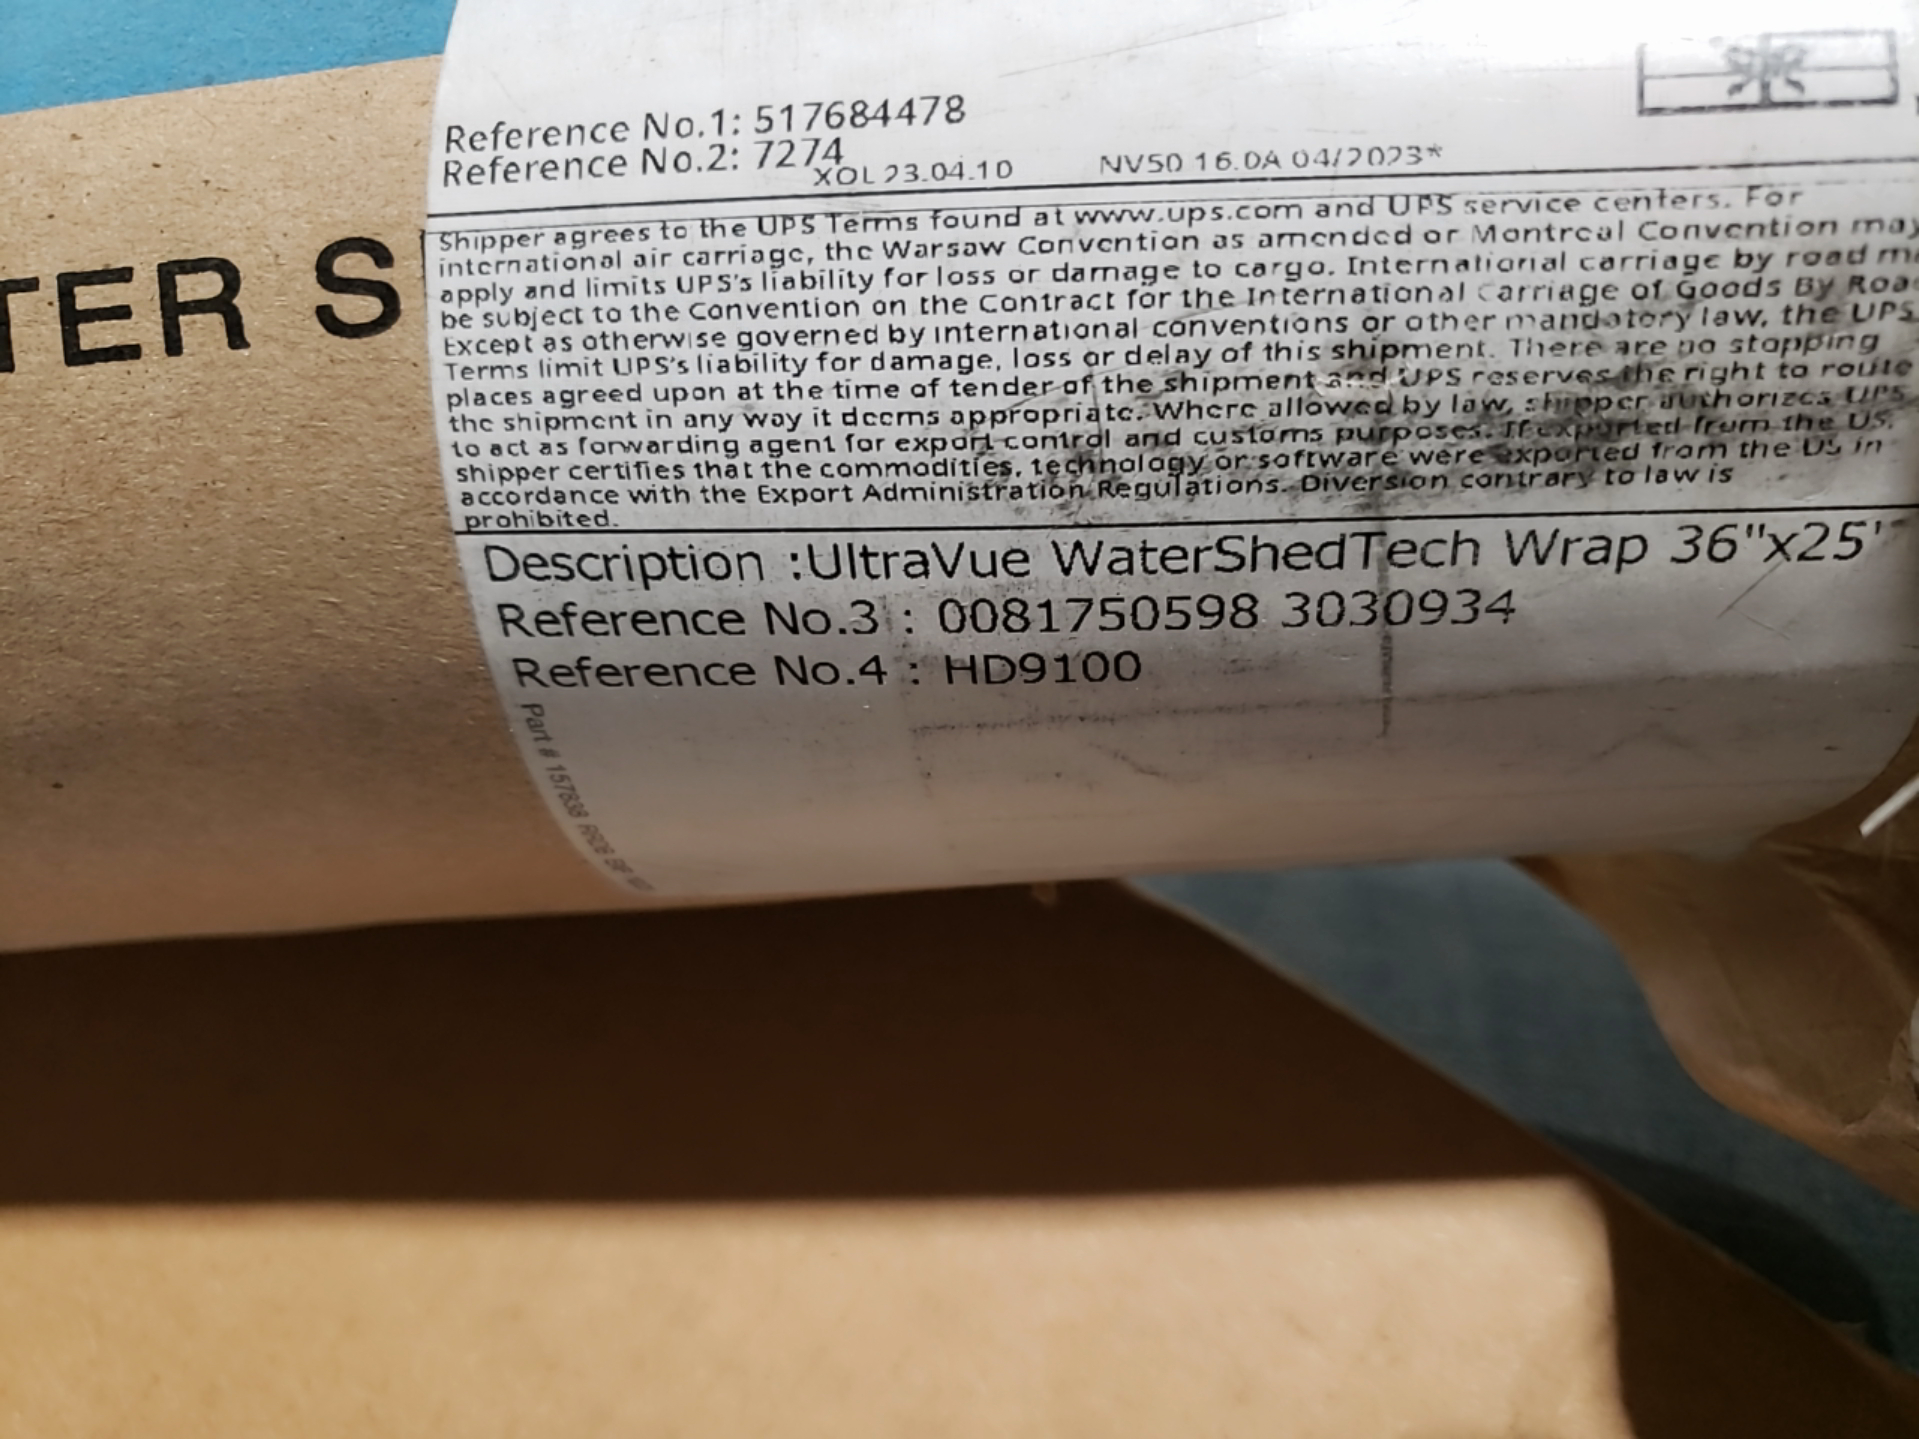 TER S
Reference No.1: 517684478
Reference No.2: 7274
XOL 23.04.10 NV50 16.0A 04/2023*
Shipper agrees to the UPS Terms found at www.ups.com and UPS service centers. For
international air carriage, the Warsaw Convention as amended or Montreal Convention may
apply and limits UPS's liability for loss or damage to cargo. International carriage by road
be subject to the Convention on the Contract for the International Carriage of Goods By
Except as otherwise governed by international conventions or other mandatory law, the UPS
Terms limit UPS's liability for damage, loss or delay of this shipment. There are no stopping
places agreed upon at the time of tender of the shipment and UPS reserves the right to route
the shipment in any way it deems appropriate. Where allowed by law, shipper authorizes UPS
to act as forwarding agent for export control and customs purposes. If exported from the US,
shipper certifies that the commodities, technology or software were exported from the US in
accordance with the Export Administration Regulations. Diversion contrary to law is
prohibited.
Description :UltraVue WaterShedTech Wrap 36"x25'
Reference No.3 : 0081750598 3030934
Reference No.4 : HD9100
Part # 157838